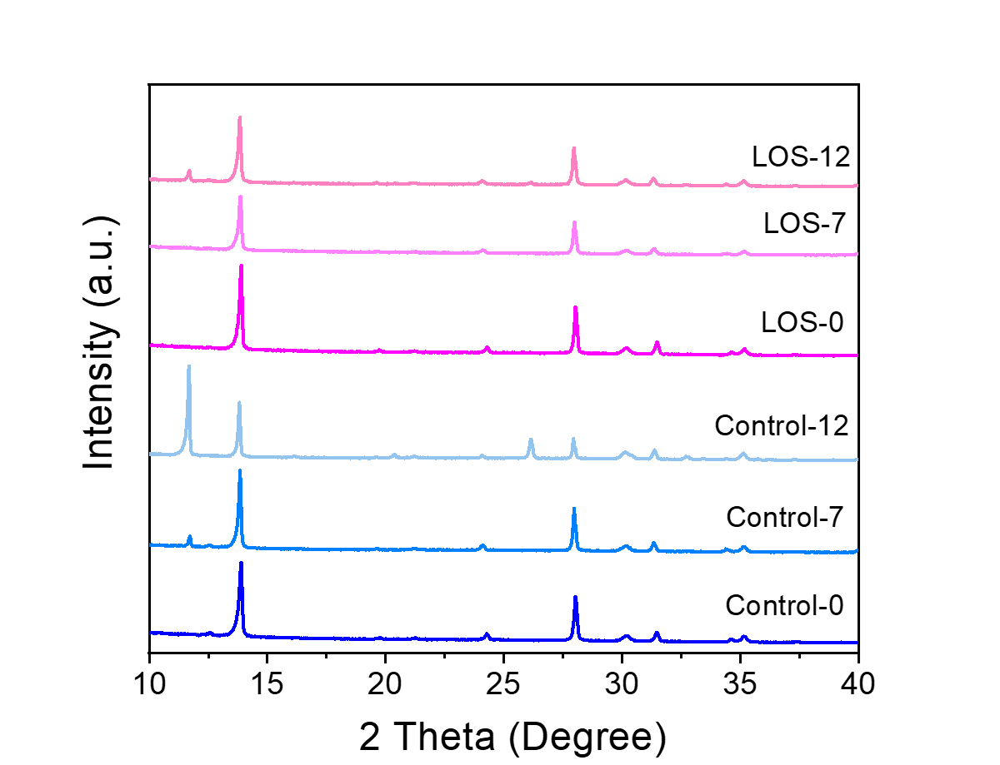 LOS-12
LOS-7
LOS-0
Control-12
Control-7
Control-0
Intensity (a.u.)
10 15 20 25 30 35 40
2 Theta (Degree)